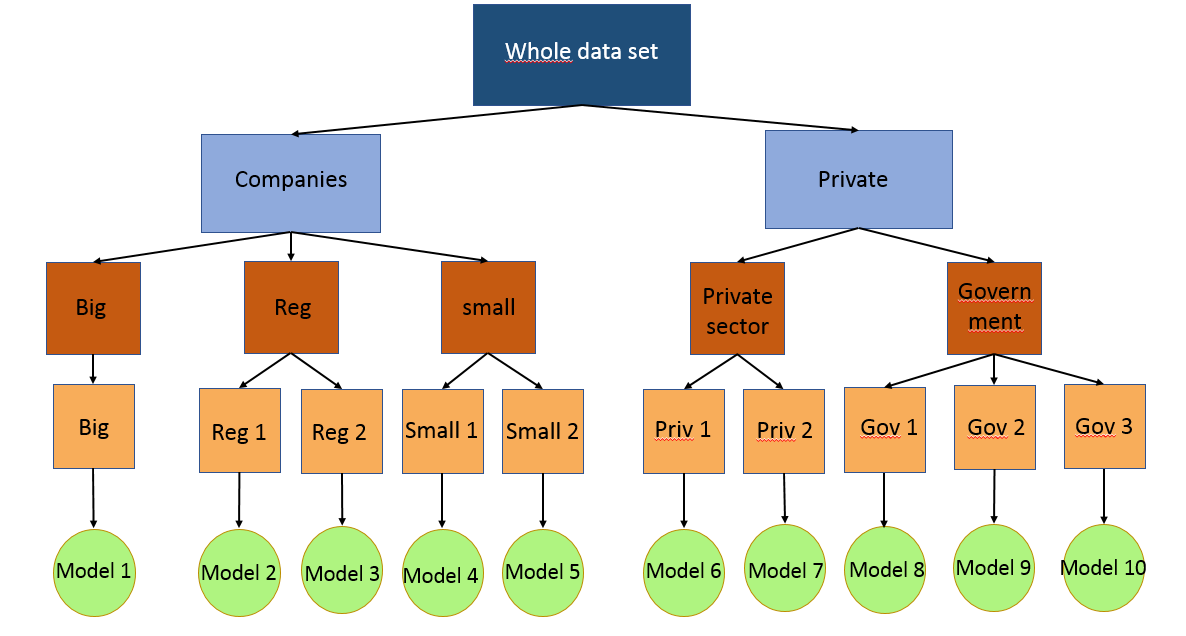 Whole data set
Companies
Private
Big
Reg
small
Private
sector
Govern
ment
Big
Reg 1
Reg 2
Small 1
Small 2
Priv 1
Priv 2
Gov 1
Gov 2
Gov 3
Model 1
Model 2
Model 3
Model 4
Model 5
Model 6
Model 7
Model 8
Model 9
Model 10